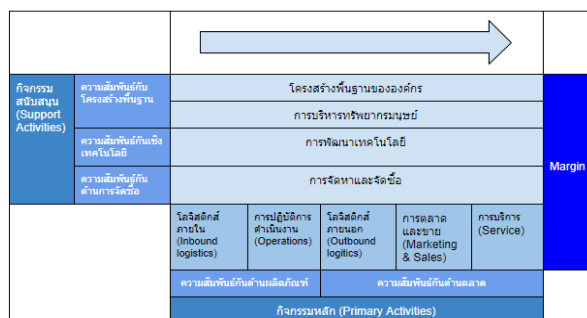 กิจกรรม
สนับสนุน
(Support
Activities)
ความสัมพันธ์กับ
โครงสร้างพื้นฐาน
โครงสร้างพื้นฐานขององค์กร
การบริหารทรัพยากรมนุษย์
ความสัมพันธ์กันเชิง
เทคโนโลยี
การพัฒนาเทคโนโลยี
ความสัมพันธ์กัน
ด้านการจัดซื้อ
การจัดหาและจัดซื้อ
Margin
โลจิสติกส์
ภายใน
(Inbound
logistics)
การปฏิบัติการ
ดำเนินงาน
(Operations)
โลจิสติกส์
ภายนอก
(Outbound
logitics)
การตลาด
และขาย
(Marketing
& Sales)
การบริการ
(Service)
ความสัมพันธ์กันด้านผลิตภัณฑ์
ความสัมพันธ์กันด้านตลาด
กิจกรรมหลัก (Primary Activities)